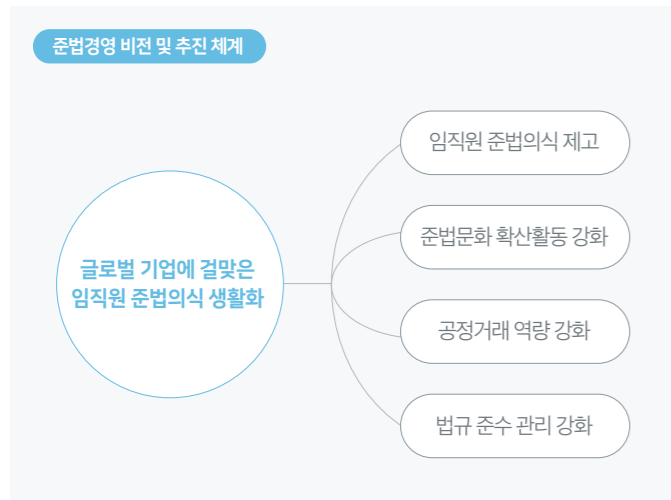 준법경영 비전 및 추진 체계
임직원 준법의식 제고
준법문화 확산활동 강화
글로벌 기업에 걸맞은
임직원 준법의식 생활화
공정거래 역량 강화
법규 준수 관리 강화